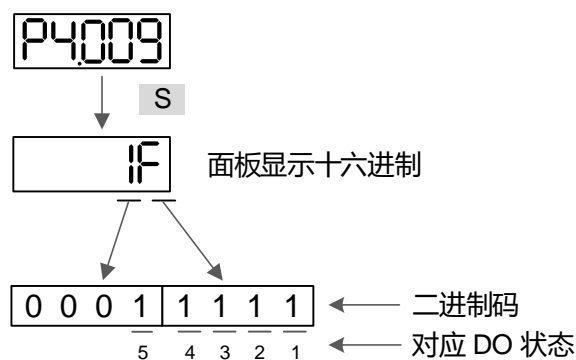 P4.009
S
1F 面板显示十六进制
0 0 0 1 1 1 1 1 二进制码
5 4 3 2 1 对应 DO 状态